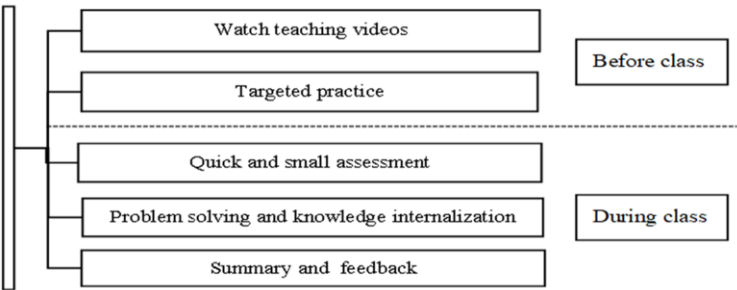 Watch teaching videos
Before class
Targeted practice
Quick and small assessment
Problem solving and knowledge internalization
During class
Summary and feedback